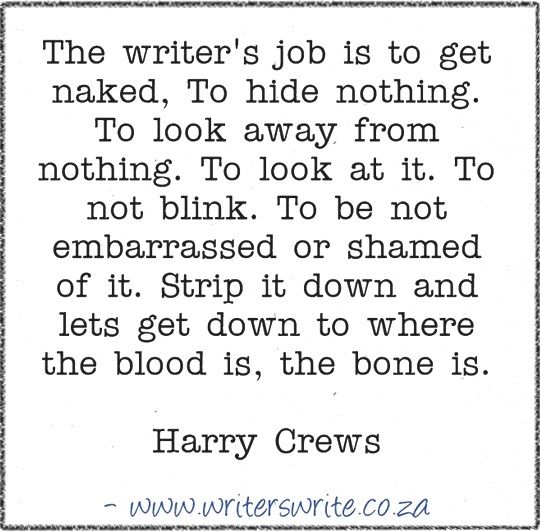 The writer's job is to get
naked, To hide nothing.
To look away from
nothing. To look at it. To
not blink. To be not
embarrassed or shamed
of it. Strip it down and
lets get down to where
the blood is, the bone is.
Harry Crews
- www.writerswrite.co.za